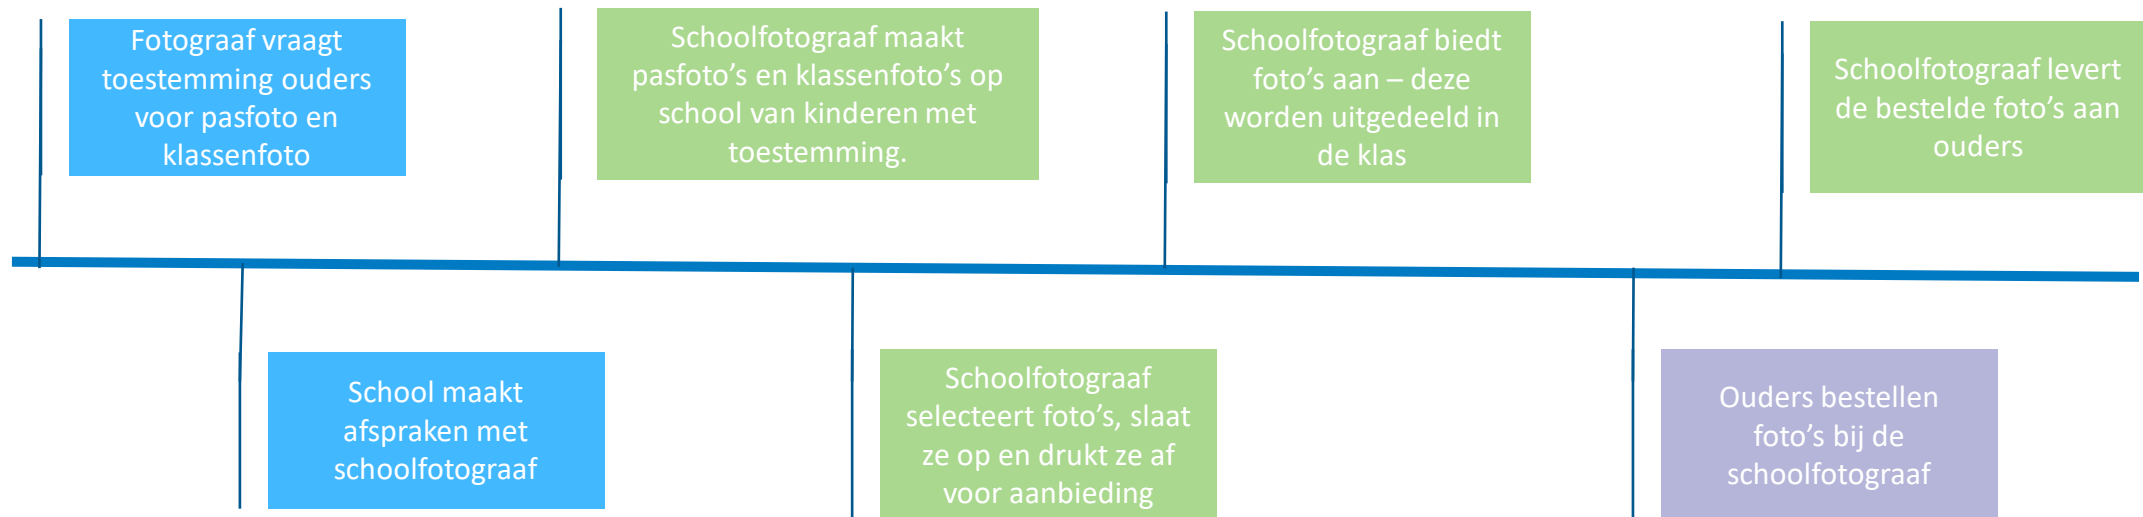 Fotograaf vraagt
toestemming ouders
voor pasfoto en
klassenfoto
School maakt
afspraken met
schoolfotograaf
Schoolfotograaf maakt
pasfoto’s en klassenfoto’s op
school van kinderen met
toestemming.
Schoolfotograaf
selecteert foto’s, slaat
ze op en drukt ze af
voor aanbieding
Schoolfotograaf biedt
foto’s aan – deze
worden uitgedeeld in
de klas
Ouders bestellen
foto’s bij de
schoolfotograaf
Schoolfotograaf levert
de bestelde foto’s aan
ouders